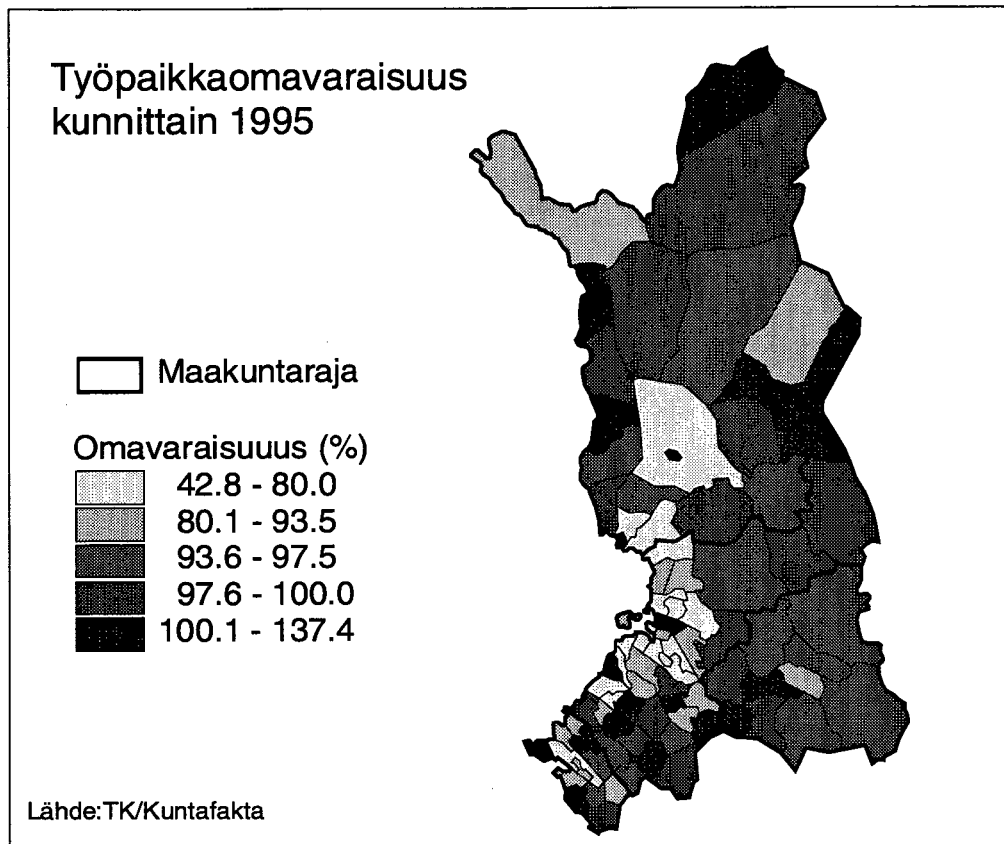 Työpaikkaomavaraisuus
kunnittain 1995
Maakuntaraja
Omavaraisuuus (%)
42.8 - 80.0
80.1 - 93.5
93.6 - 97.5
97.6 - 100.0
100.1 - 137.4
Lähde:TK/Kuntafakta